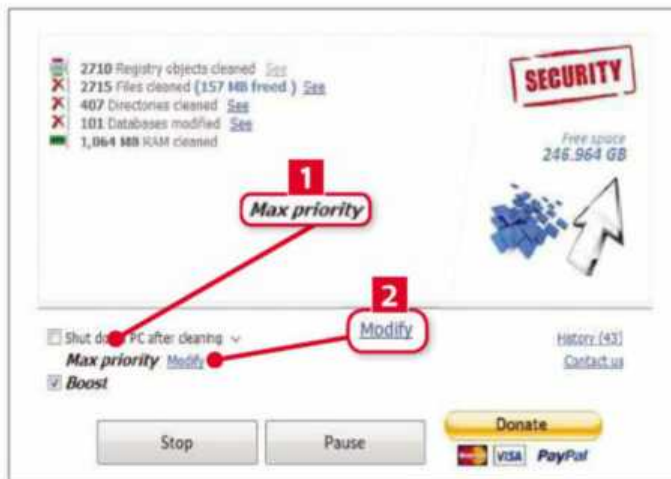 2710 Registry objects cleaned See
2715 Files cleaned (157 MB freed ) See
407 Directories cleaned See
101 Databases modified See
1,064 MB RAM cleaned
SECURITY
Free space
246.964 GB
1
Max priority
2
Modify
Shut do PC after cleaning
Max priority Modify
Boost
History (43)
Contact us
Stop
Pause
Donate
VISA PayPal